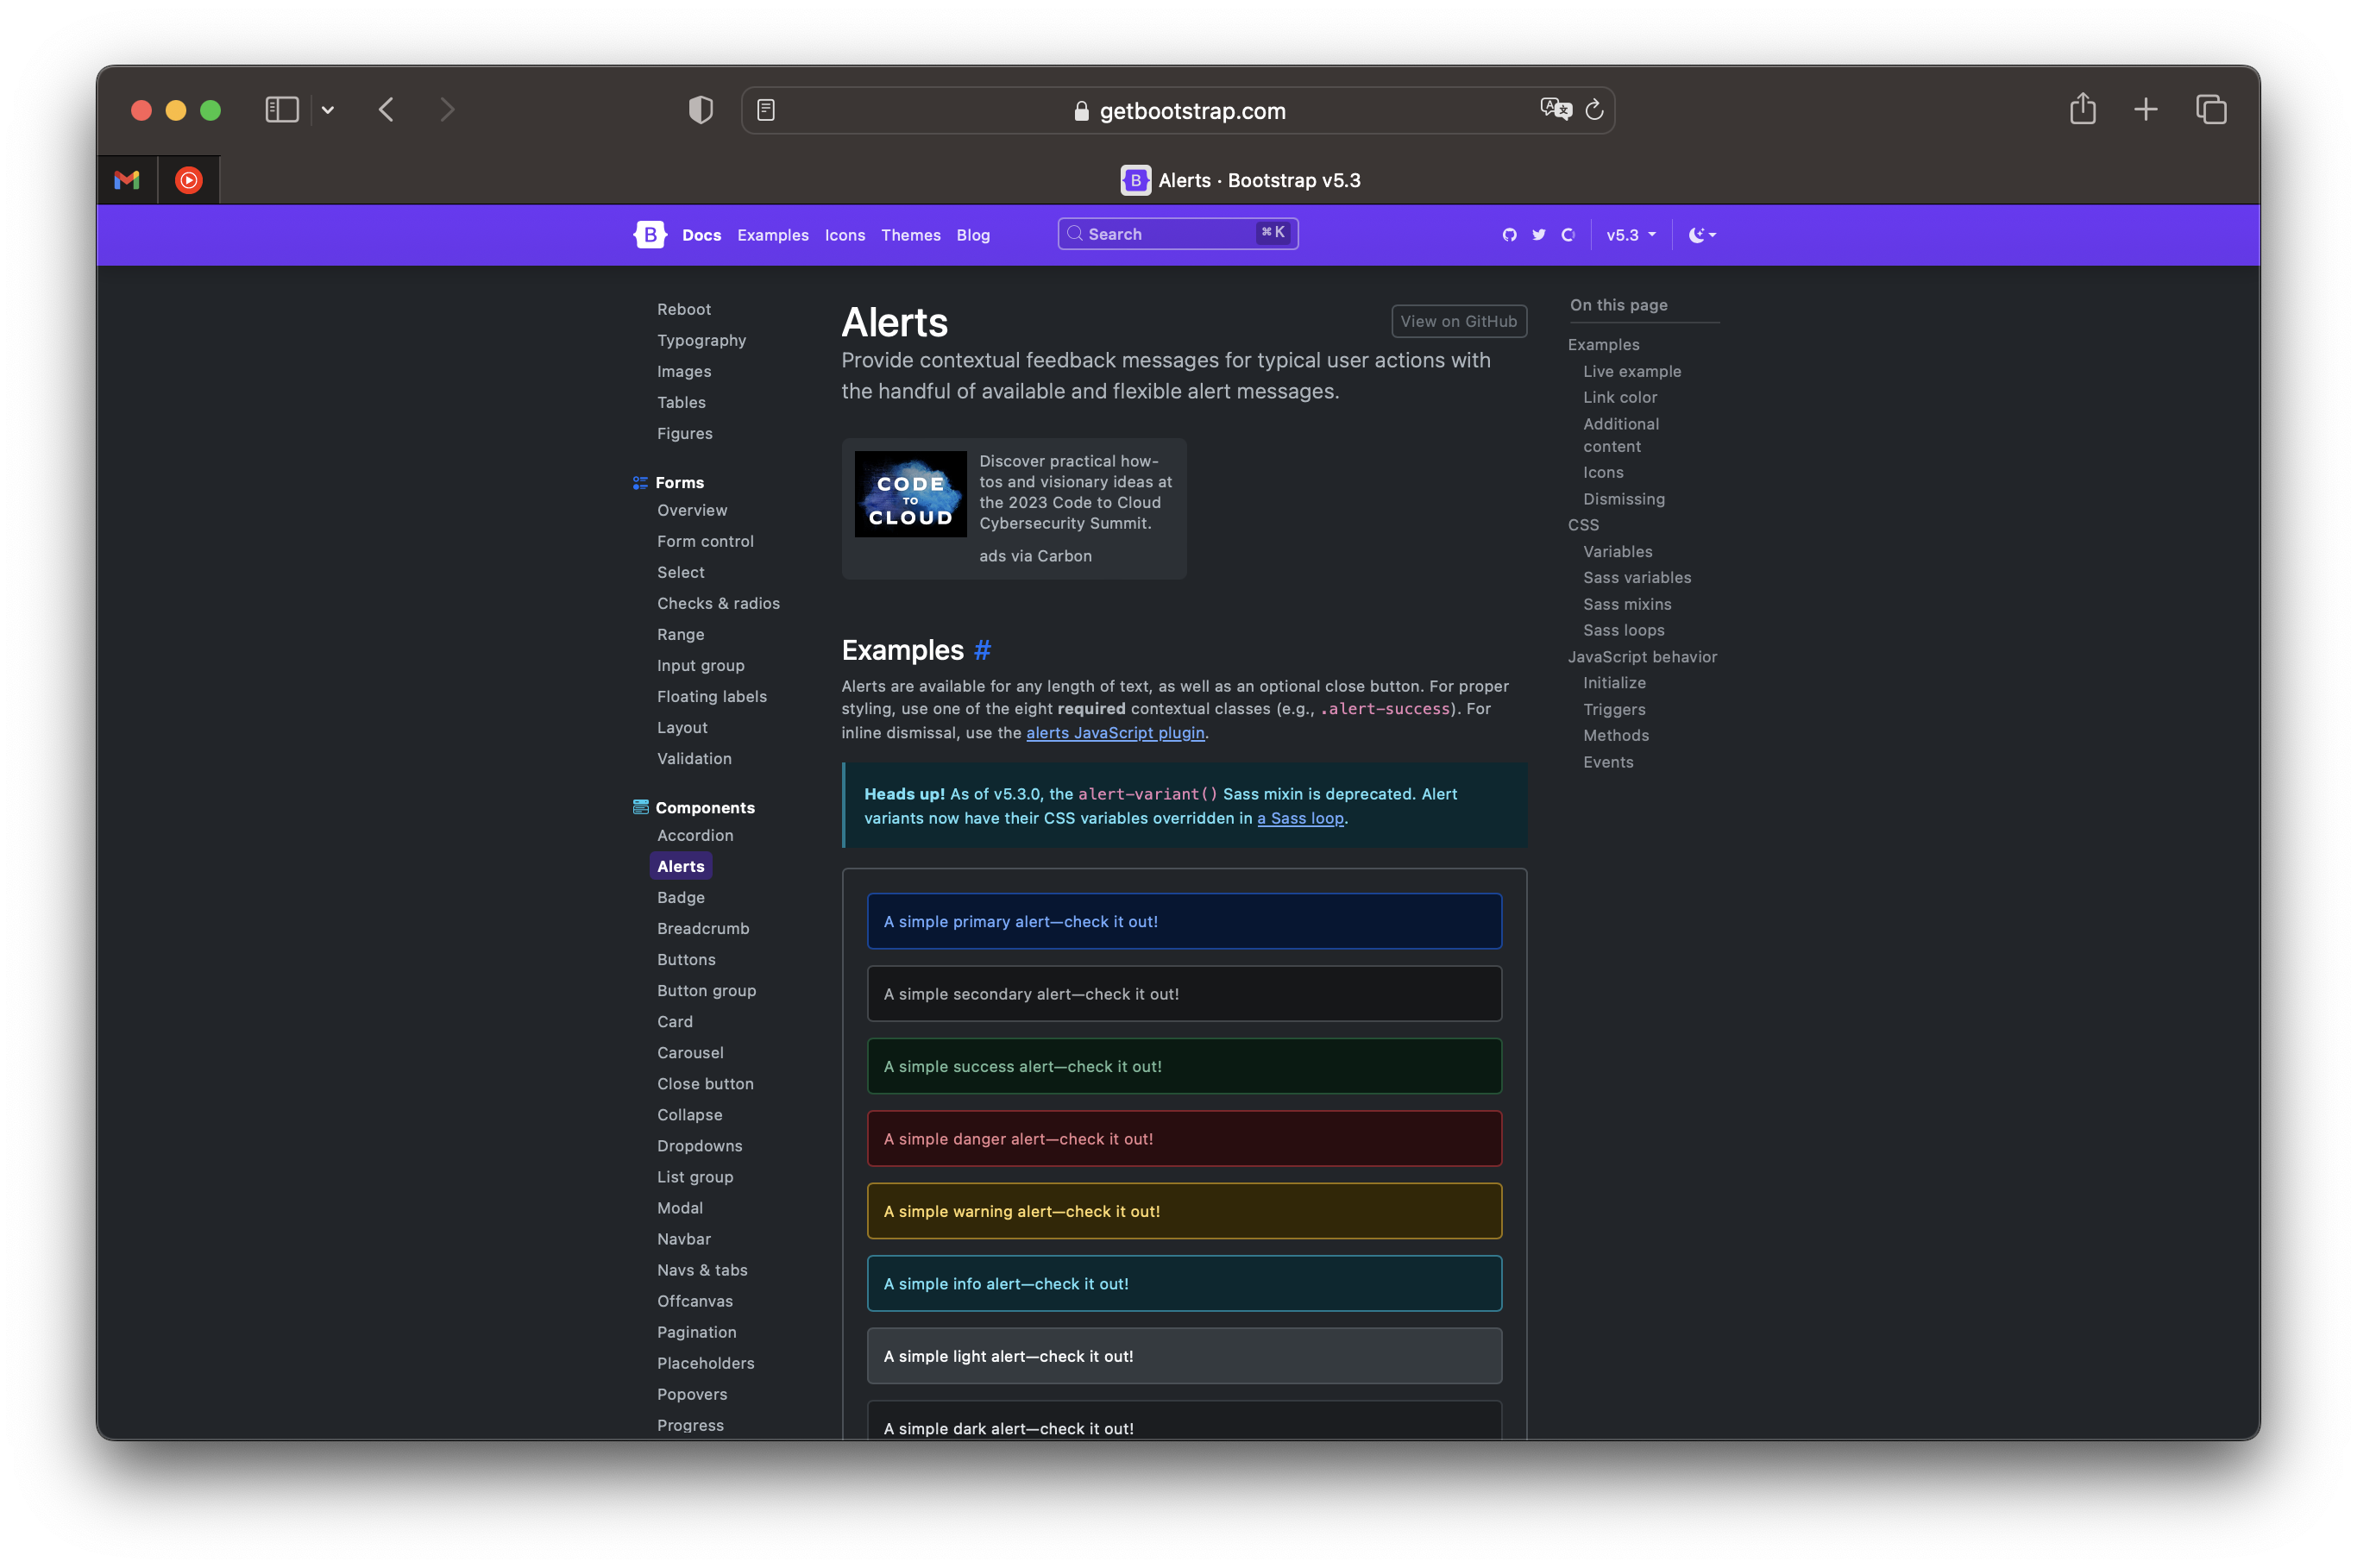 getbootstrap.com
Alerts · Bootstrap v5.3
B Docs Examples Icons Themes Blog Search ⌘ K v5.3
Reboot
Typography
Images
Tables
Figures
Forms
Overview
Form control
Select
Checks & radios
Range
Input group
Floating labels
Layout
Validation
Components
Accordion
Alerts
Badge
Breadcrumb
Buttons
Button group
Card
Carousel
Close button
Collapse
Dropdowns
List group
Modal
Navbar
Navs & tabs
Offcanvas
Pagination
Placeholders
Popovers
Progress
Alerts
View on GitHub
Provide contextual feedback messages for typical user actions with
the handful of available and flexible alert messages.
CODE
TO
CLOUD
Discover practical how-
tos and visionary ideas at
the 2023 Code to Cloud
Cybersecurity Summit.
ads via Carbon
Examples #
Alerts are available for any length of text, as well as an optional close button. For proper
styling, use one of the eight required contextual classes (e.g., .alert-success). For
inline dismissal, use the alerts JavaScript plugin.
Heads up! As of v5.3.0, the alert-variant() Sass mixin is deprecated. Alert
variants now have their CSS variables overridden in a Sass loop.
A simple primary alert—check it out!
A simple secondary alert—check it out!
A simple success alert—check it out!
A simple danger alert—check it out!
A simple warning alert—check it out!
A simple info alert—check it out!
A simple light alert—check it out!
A simple dark alert—check it out!
On this page
Examples
Live example
Link color
Additional
content
Icons
Dismissing
CSS
Variables
Sass variables
Sass mixins
Sass loops
JavaScript behavior
Initialize
Triggers
Methods
Events